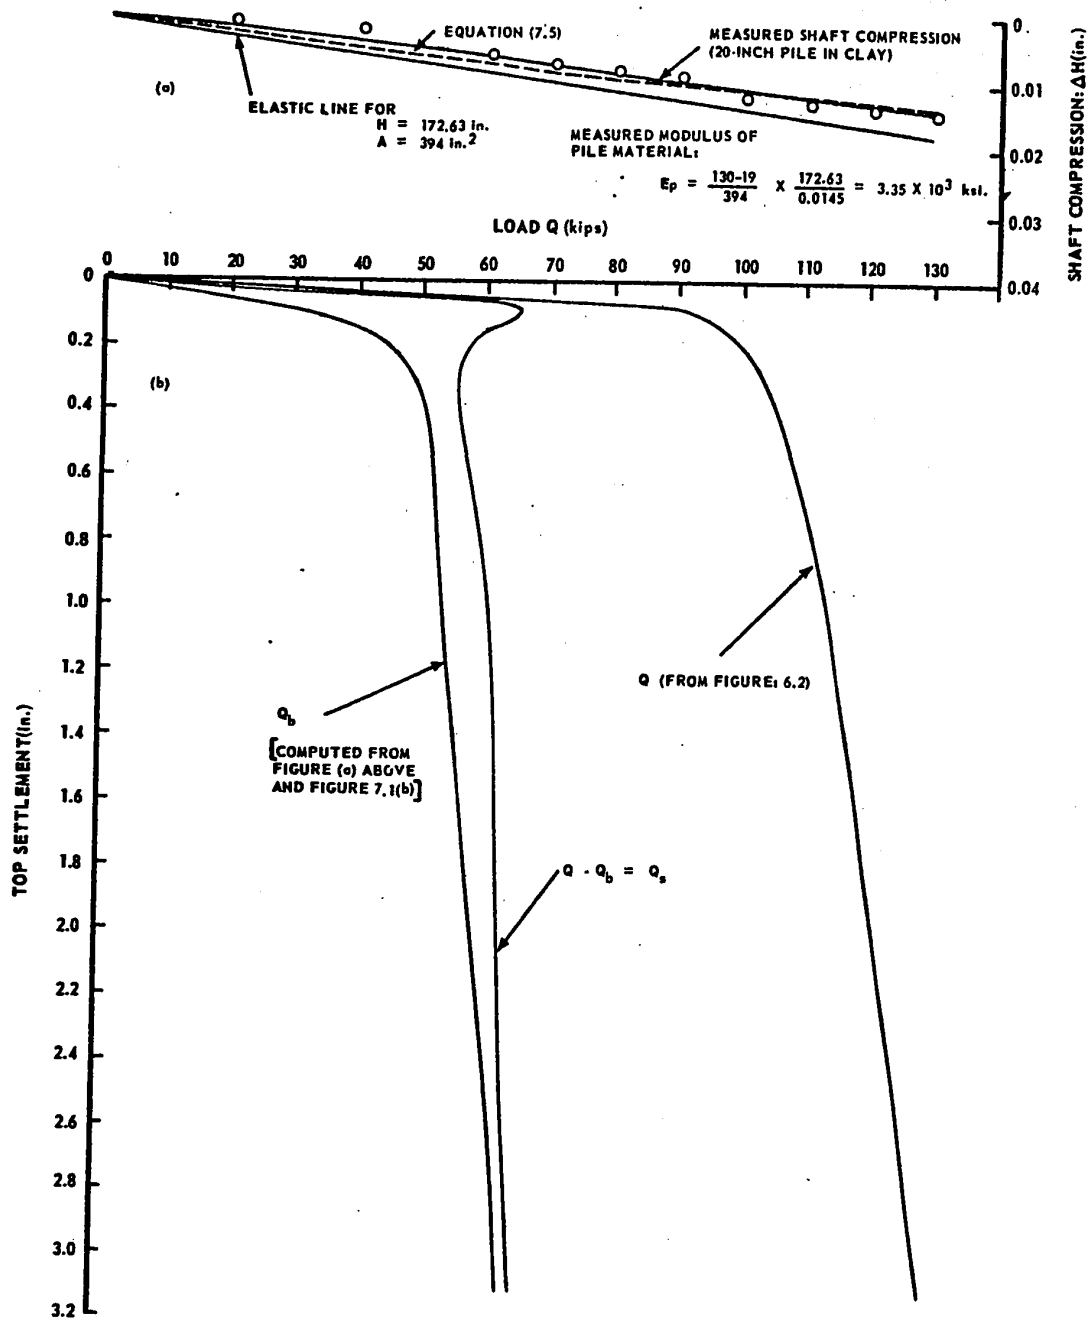 EQUATION (7.5)
MEASURED SHAFT COMPRESSION
(20-INCH PILE IN CLAY)
(a)
ELASTIC LINE FOR
H = 172.63 in.
A = 394 in.²
MEASURED MODULUS OF
PILE MATERIAL:
Ep = 130-19 / 394 X 172.63 / 0.0145 = 3.35 X 10³ ksi.
0.
0.01
0.02
0.03
0.04
SHAFT COMPRESSION: ΔH(in.)
LOAD Q (kips)
0 10 20 30 40 50 60 70 80 90 100 110 120 130
0
0.2
0.4
0.6
0.8
1.0
1.2
1.4
1.6
1.8
2.0
2.2
2.4
2.6
2.8
3.0
3.2
TOP SETTLEMENT(in.)
(b)
Q (FROM FIGURE: 6.2)
Qb
[COMPUTED FROM
FIGURE (a) ABOVE
AND FIGURE 7.1(b)]
Q - Qb = Qs